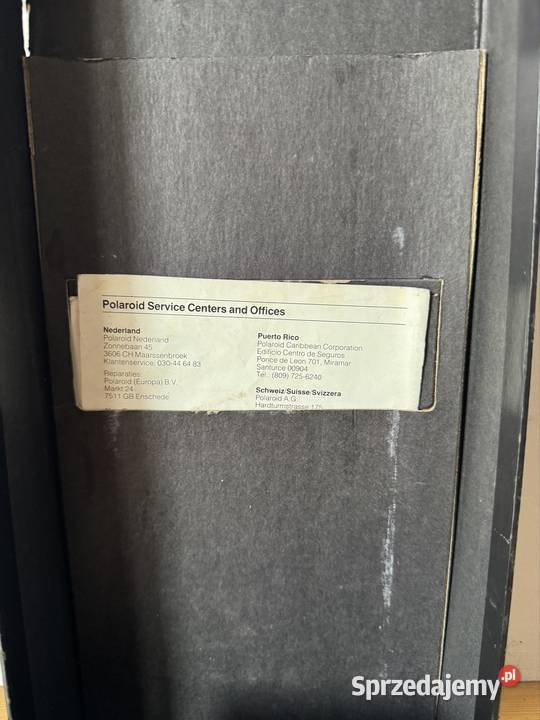 Polaroid Service Centers and Offices
Nederland
Polaroid Nederland
Zonnebaan 45
3606 CH Maarssenbroek
Klantenservice: 030-44 64 83
Reparaties:
Polaroid (Europa) B.V.
Markt 24
7511 GB Enschede
Puerto Rico
Polaroid Caribbean Corporation
Edificio Centro de Seguros
Ponce de Leon 701, Miramar
Santurce 00904
Tel.: (809) 725-6240
Schweiz/Suisse/Svizzera
Polaroid A.G.
Hardturmstrasse 175
Sprzedajemy.pl